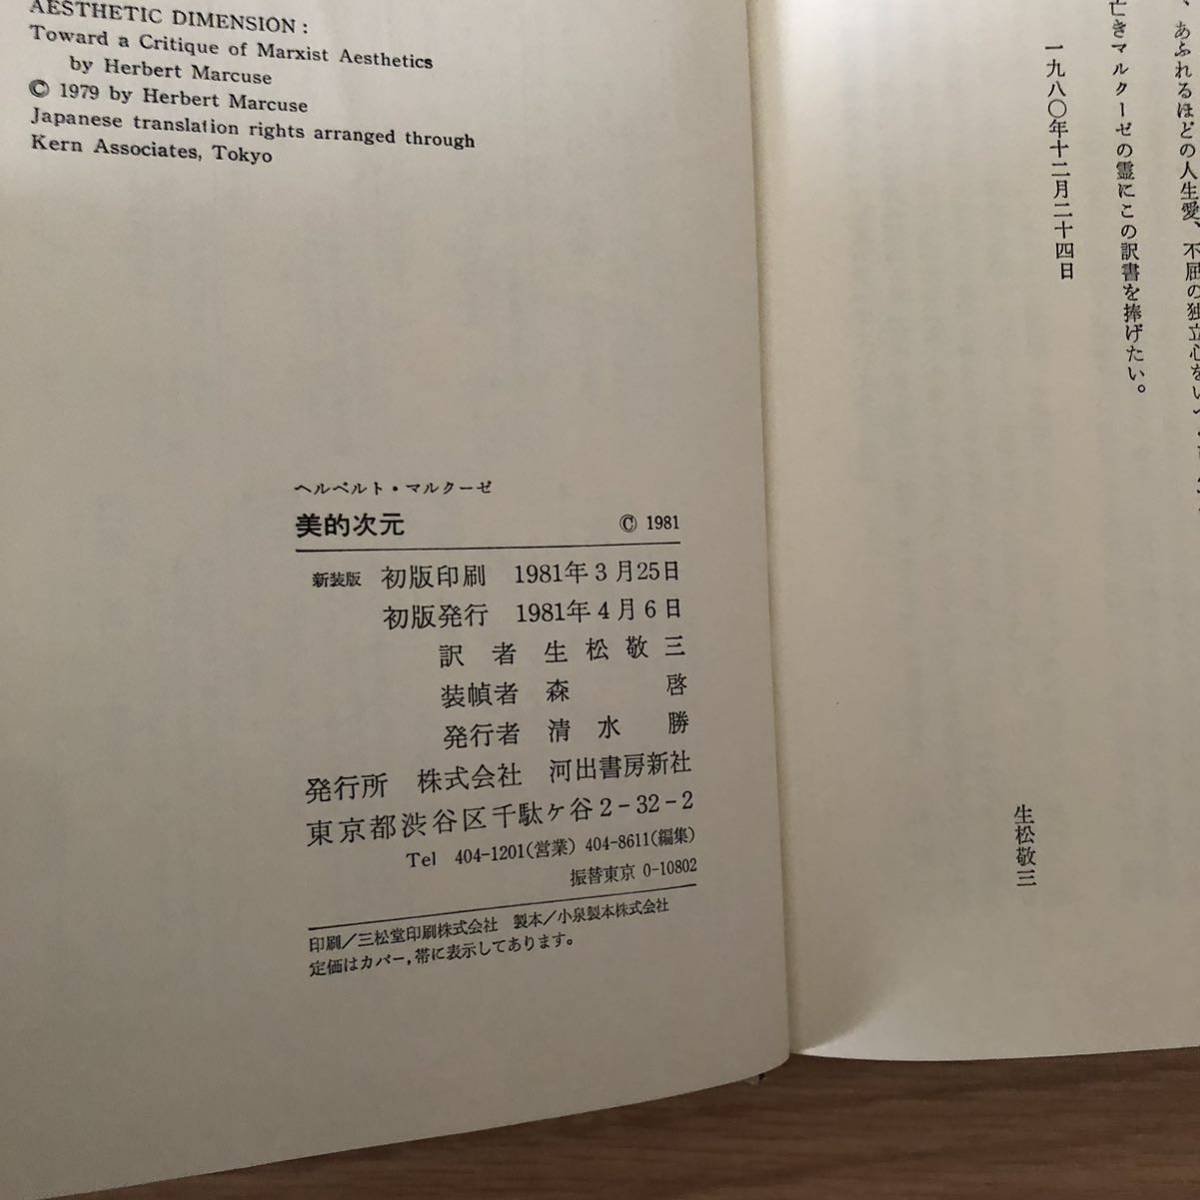 、あふれるほどの人生愛、不屈の独立心を
亡きマルクーゼの霊にこの訳書を捧げたい。
一九八〇年十二月二十四日
生松敬三
AESTHETIC DIMENSION :
Toward a Critique of Marxist Aesthetics
by Herbert Marcuse
© 1979 by Herbert Marcuse
Japanese translation rights arranged through
Kern Associates, Tokyo
ヘルベルト・マルクーゼ
美的次元 © 1981
新装版 初版印刷 1981年3月25日
初版発行 1981年4月6日
訳者 生松敬三
装幀者 森啓
発行者 清水勝
発行所 株式会社 河出書房新社
東京都渋谷区千駄ケ谷2-32-2
Tel 404-1201(営業) 404-8611(編集)
振替東京 0-10802
印刷/三松堂印刷株式会社 製本/小泉製本株式会社
定価はカバー,帯に表示してあります。